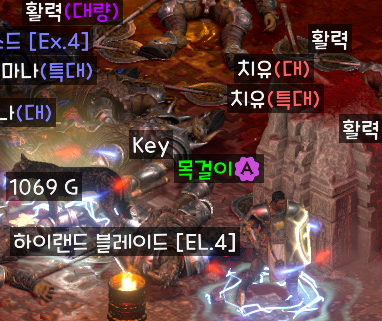 활력(대량)
드 [Ex.4]
활력
마나(특대)
치유(대)
치유(특대)
나(대)
활력
Key
목걸이 A
1069 G
하이랜드 블레이드 [EL.4]